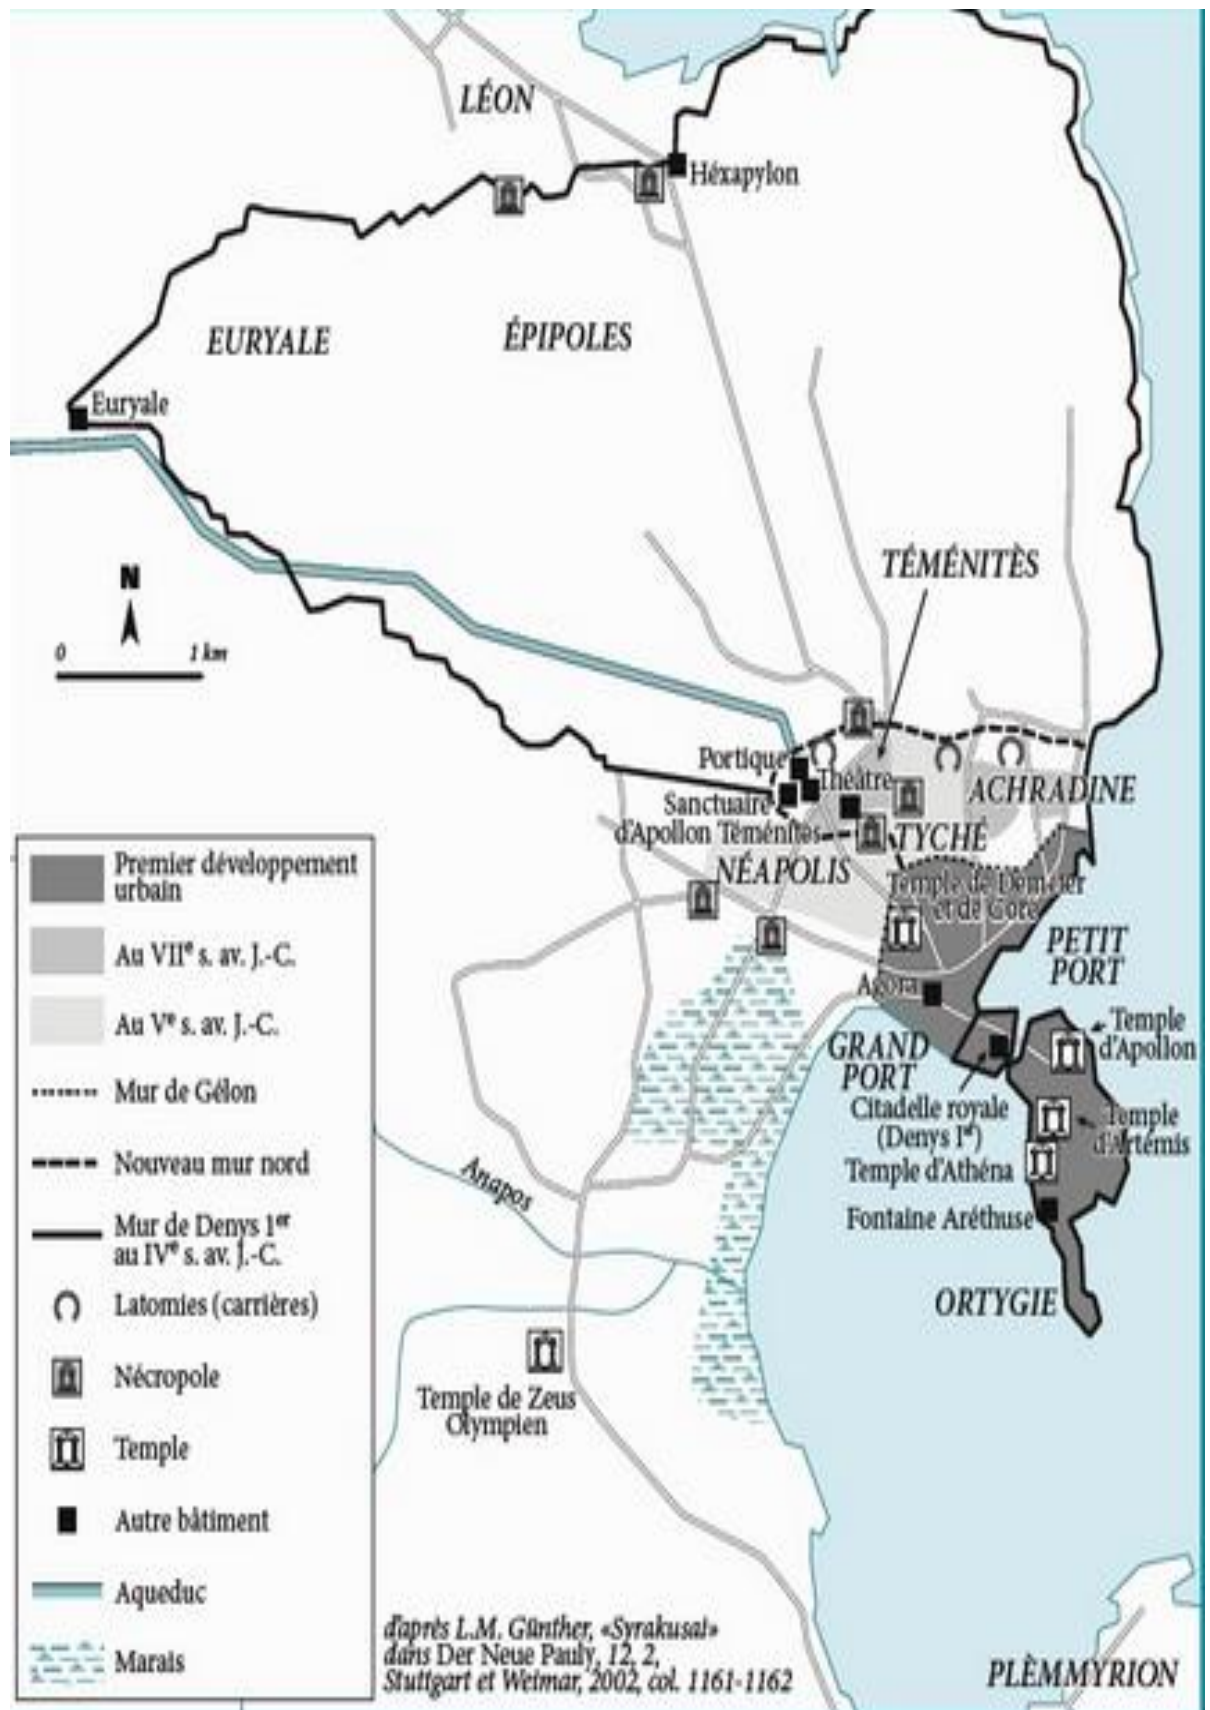 LÉON
Héxapylon
EURYALE
ÉPIPOLES
Euryale
N
0 1 km
TÉMÉNITÈS
Portique
Théâtre
ACHRADINE
Sanctuaire
d'Apollon Téménitès
TYCHÉ
NÉAPOLIS
Temple de Déméter
et de Coré
PETIT
PORT
Agora
Temple
d'Apollon
GRAND
PORT
Citadelle royale
(Denys Ier)
Temple
d'Artémis
Temple d'Athéna
Fontaine Aréthuse
ORTYGIE
Anapos
Temple de Zeus
Olympien
PLÈMMYRION
Premier développement
urbain
Au VIIe s. av. J.-C.
Au Ve s. av. J.-C.
Mur de Gélon
Nouveau mur nord
Mur de Denys 1er
au IVe s. av. J.-C.
Latomies (carrières)
Nécropole
Temple
Autre bâtiment
Aqueduc
Marais
d'après L.M. Günther, «Syrakusai»
dans Der Neue Pauly, 12, 2,
Stuttgart et Weimar, 2002, col. 1161-1162